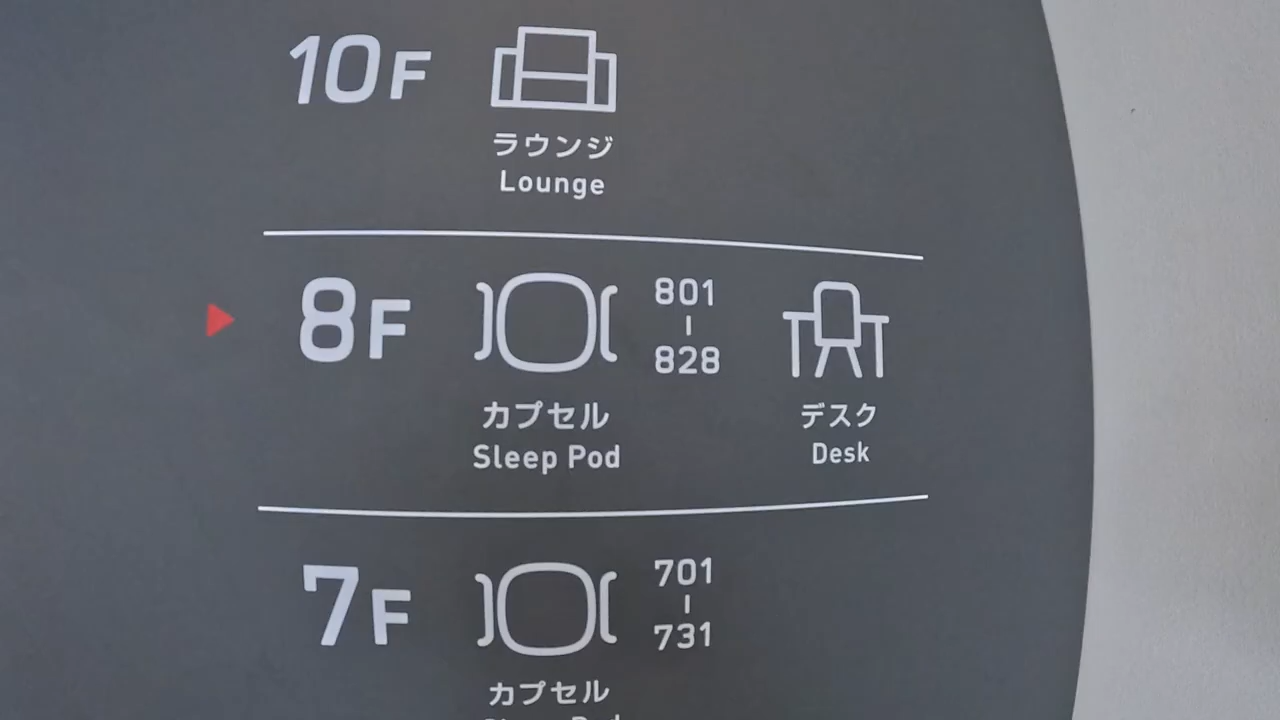 10F
ラウンジ
Lounge
8F
801
828
カプセル
Sleep Pod
デスク
Desk
7F
701
731
カプセル